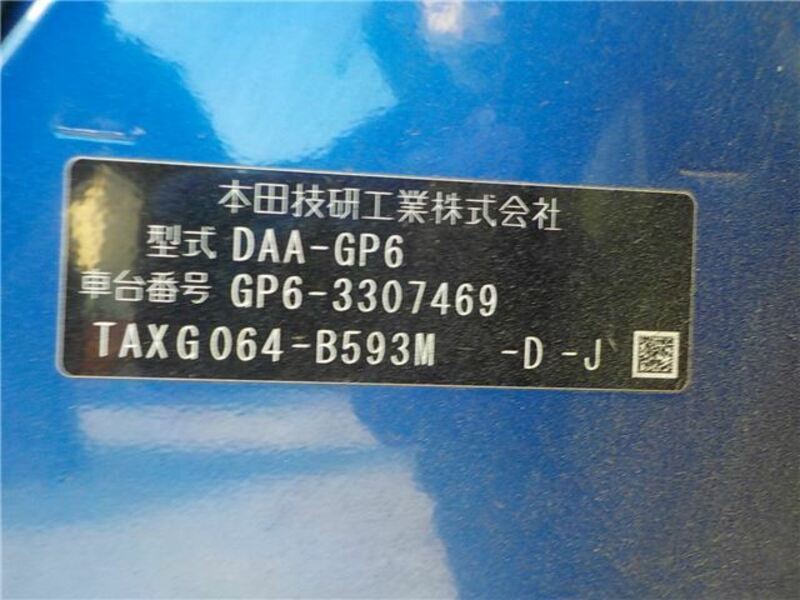 本田技研工業株式会社
型式 DAA-GP6
車台番号 GP6-3307469
TAXG064-B593M -D -J